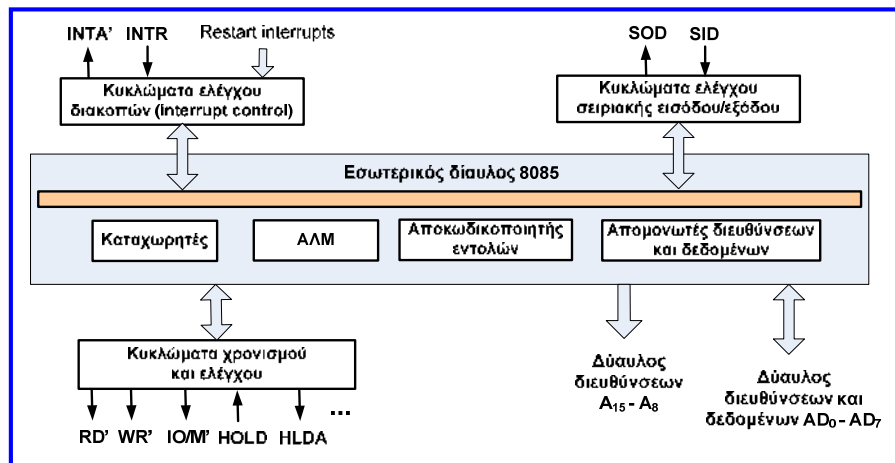 INTA' INTR Restart interrupts
SOD SID
Κυκλώματα ελέγχου
διακοπών (interrupt control)
Κυκλώματα ελέγχου
σειριακής εισόδου/εξόδου
Εσωτερικός δίαυλος 8085
Καταχωρητές
ΑΛΜ
Αποκωδικοποιητής
εντολών
Απομονωτές διευθύνσεων
και δεδομένων
Κυκλώματα χρονισμού
και ελέγχου
RD' WR' IO/M' HOLD HLDA ...
Δύαυλος
διευθύνσεων
A15 - A8
Δύαυλος
διευθύνσεων και
δεδομένων AD0 - AD7